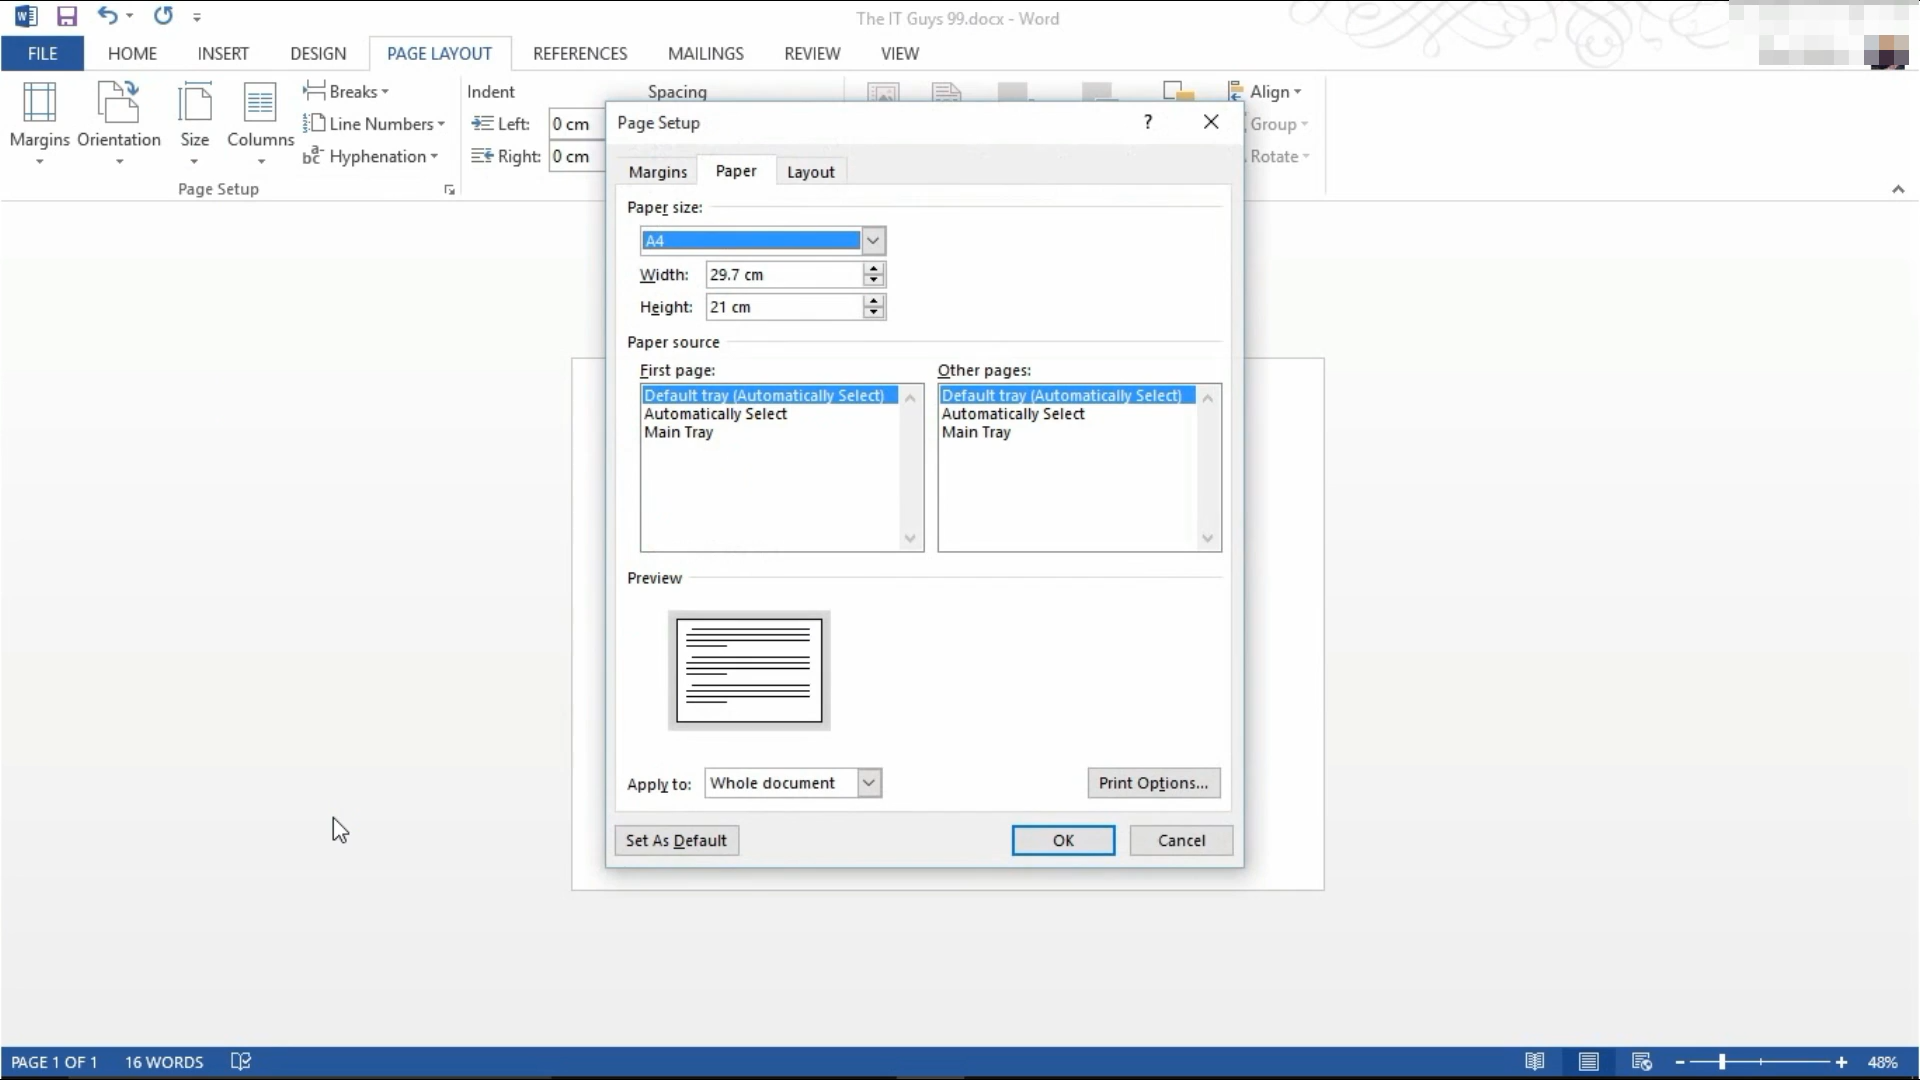 The IT Guys 99.docx - Word
FILE HOME INSERT DESIGN PAGE LAYOUT REFERENCES MAILINGS REVIEW VIEW
Margins Orientation Size Columns
Breaks
Line Numbers
Hyphenation
Page Setup
Indent Spacing
Left: 0 cm
Right: 0 cm
Align
Group
Rotate
Page Setup ?
Margins Paper Layout
Paper size:
A4
Width: 29.7 cm
Height: 21 cm
Paper source
First page: Other pages:
Default tray (Automatically Select) Default tray (Automatically Select)
Automatically Select Automatically Select
Main Tray Main Tray
Preview
Apply to: Whole document Print Options...
Set As Default OK Cancel
PAGE 1 OF 1 16 WORDS 48%